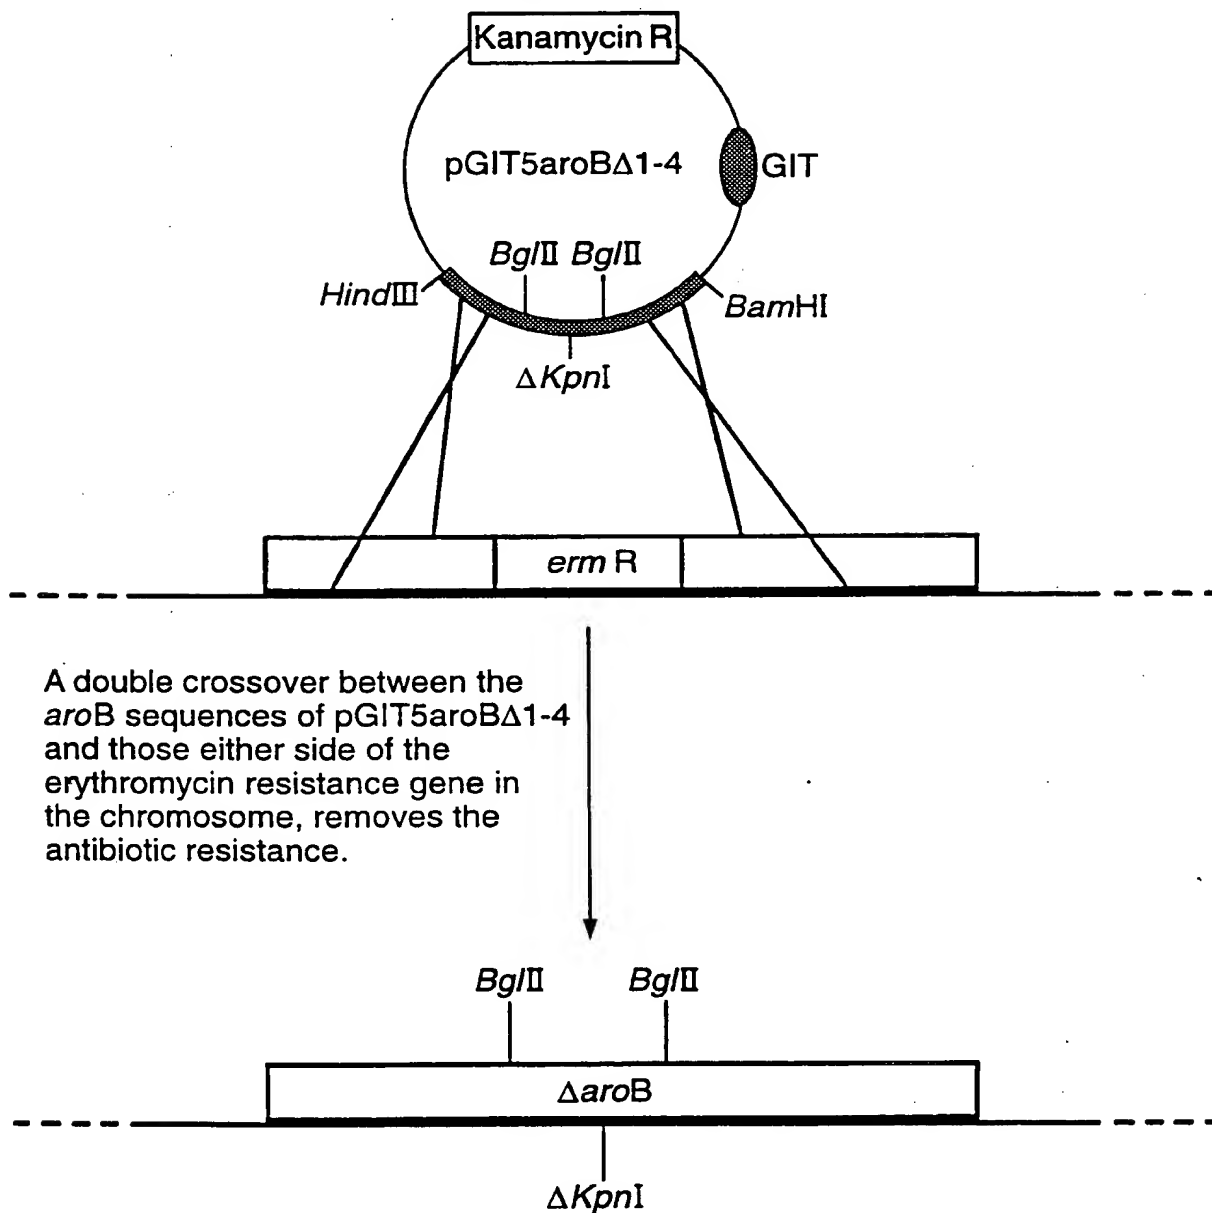 Kanamycin R
pGIT5aroBΔ1-4
GIT
BglII BglII
HindIII
BamHI
ΔKpnI
erm R
A double crossover between the
aroB sequences of pGIT5aroBΔ1-4
and those either side of the
erythromycin resistance gene in
the chromosome, removes the
antibiotic resistance.
BglII
BglII
ΔaroB
ΔKpnI